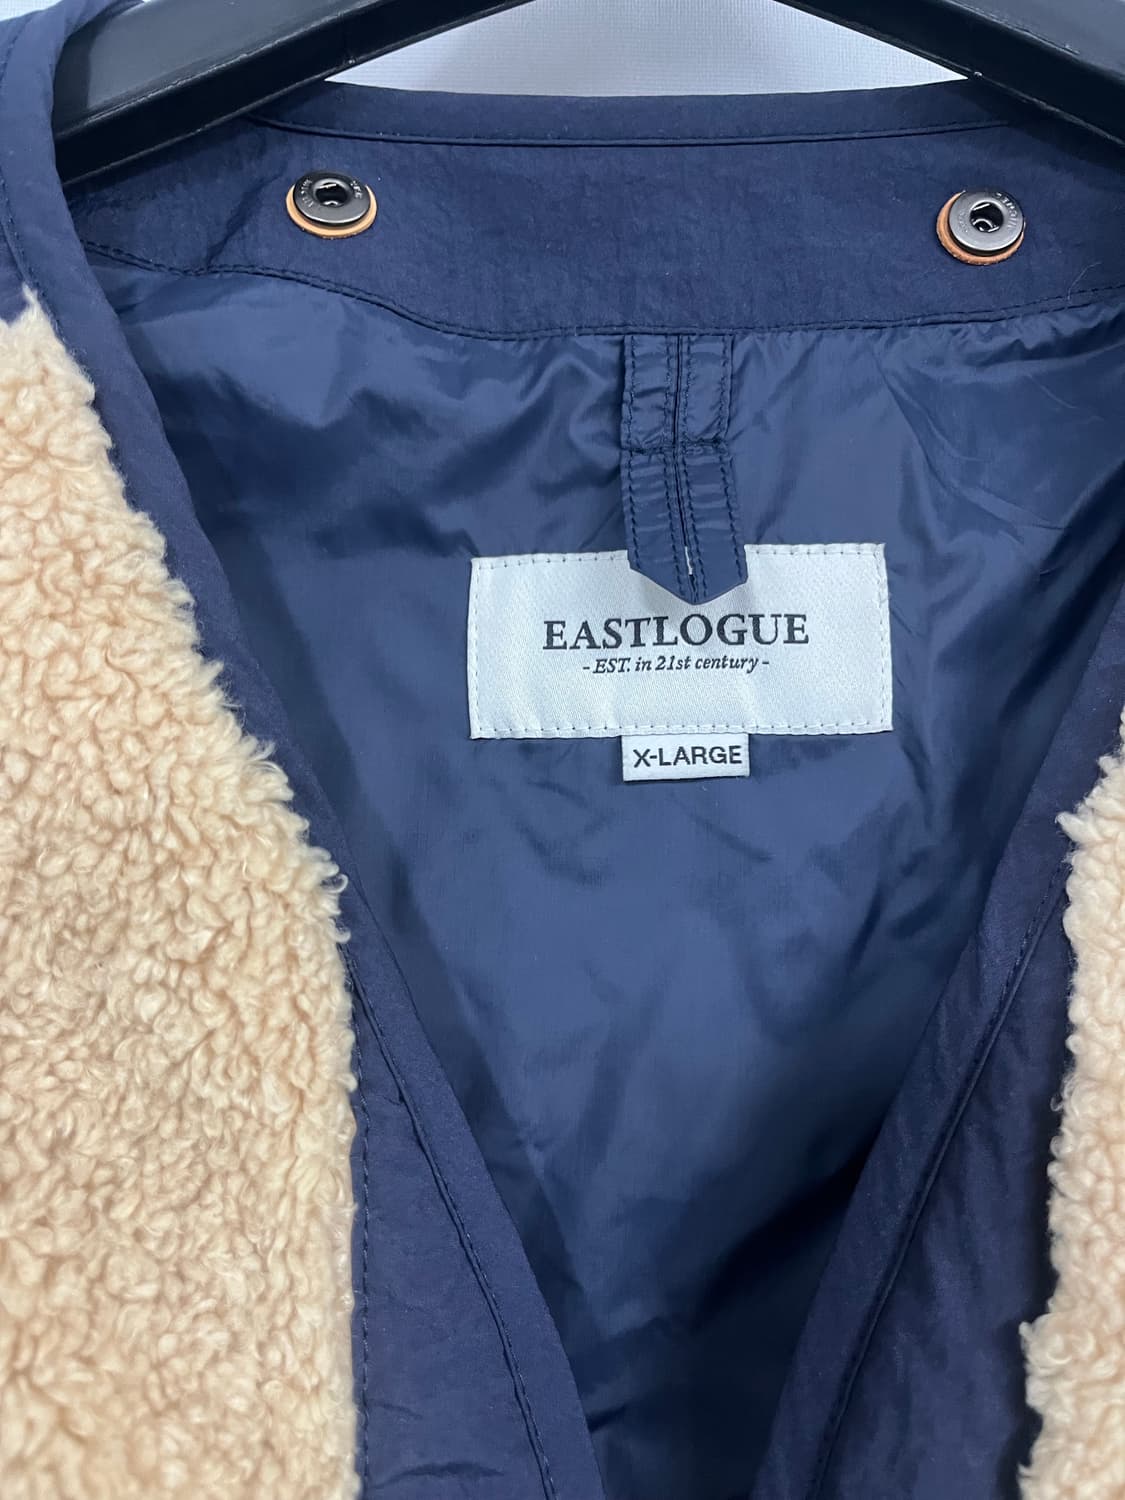 EASTLOGUE
- EST. in 21st century -
X-LARGE